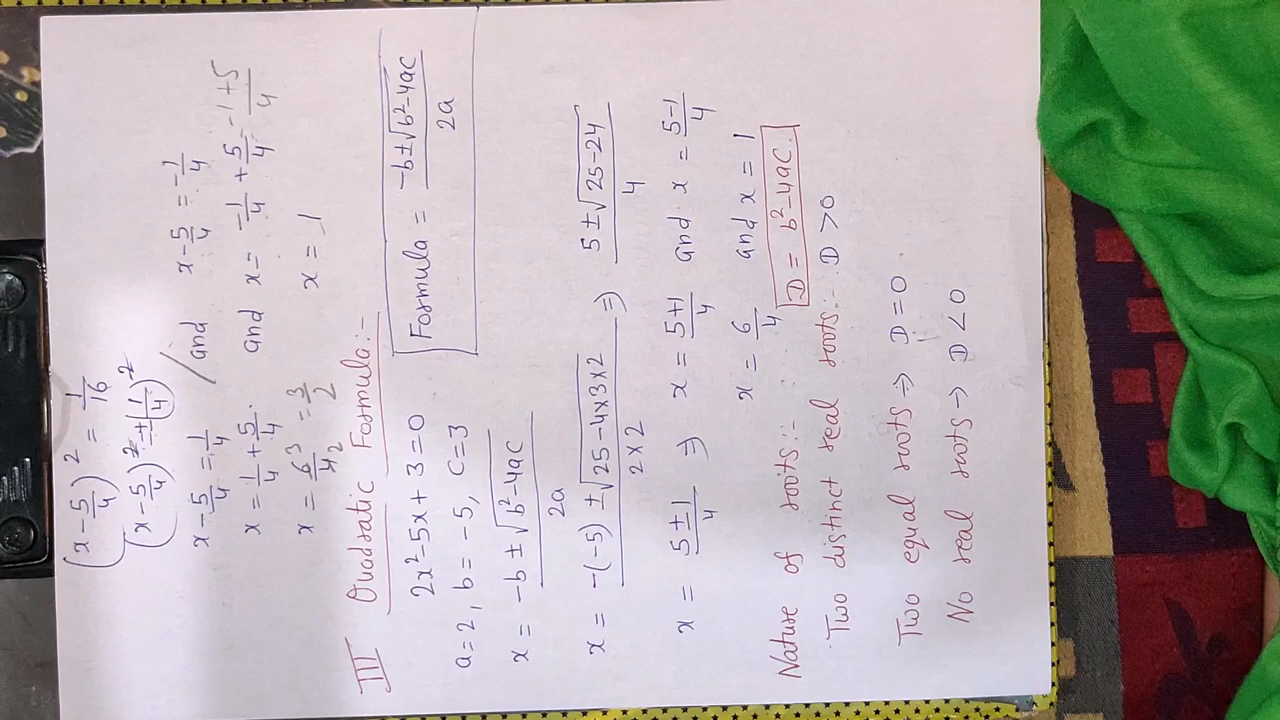 (x-5/4)² = 1/16
(x-5/4)² = ±(1/4)²
x-5/4 = 1/4 and x-5/4 = -1/4
x = 1/4 + 5/4 and x = -1/4 + 5/4 = -1+5/4
x = 6³/4₂ = 3/2 x = 1
III Quadratic Formula:-
2x²-5x+3=0 Formula = -b±√b²-4ac/2a
a=2, b=-5, c=3
x = -b±√b²-4ac/2a
x = -(-5)±√25-4×3×2/2×2 ⇒ 5±√25-24/4
x = 5±1/4 ⇒ x = 5+1/4 and x = 5-1/4
x = 6/4 and x = 1
Nature of roots:- D = b²-4ac.
Two distinct real roots:- D>0
Two equal roots → D=0.
No real roots → D<0